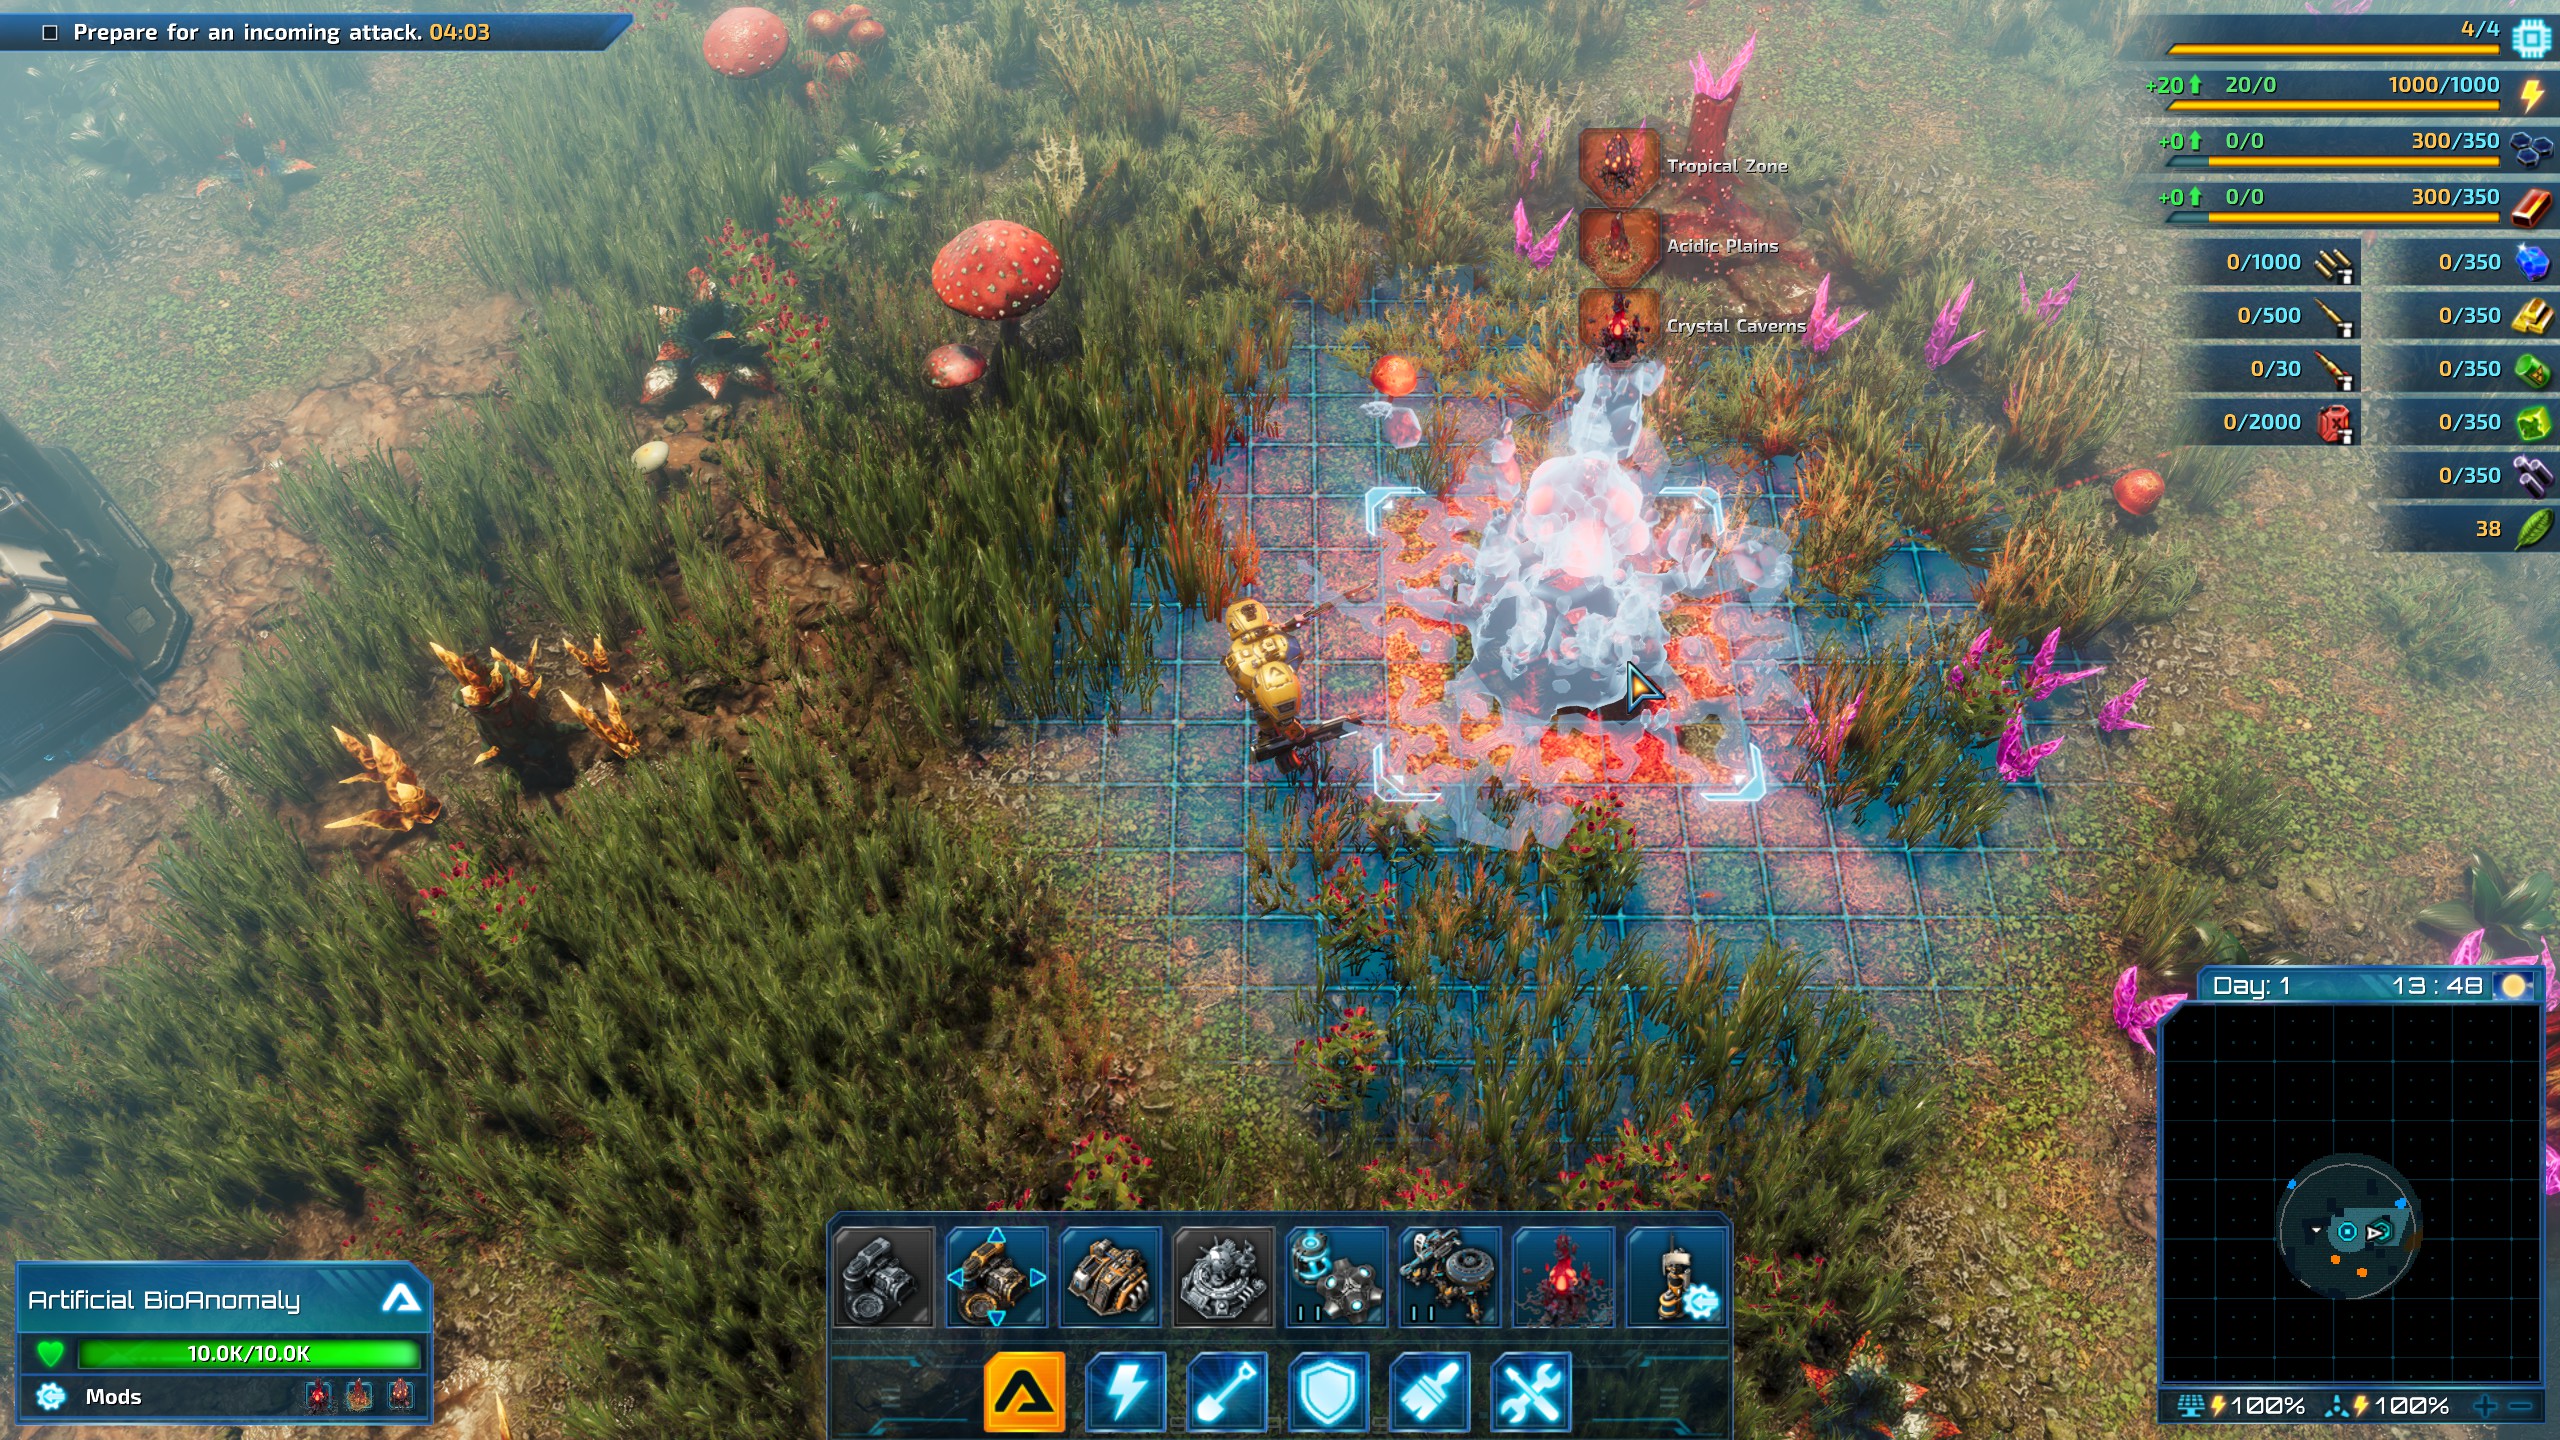 Prepare for an incoming attack. 04:03
4/4
+20 20/0 1000/1000
+0 0/0 300/350
+0 0/0 300/350
0/1000 0/350
0/500 0/350
0/30 0/350
0/2000 0/350
0/350
38
Tropical Zone
Acidic Plains
Crystal Caverns
Day: 1 13:48
Artificial BioAnomaly
10.0K/10.0K
Mods
100% 100%